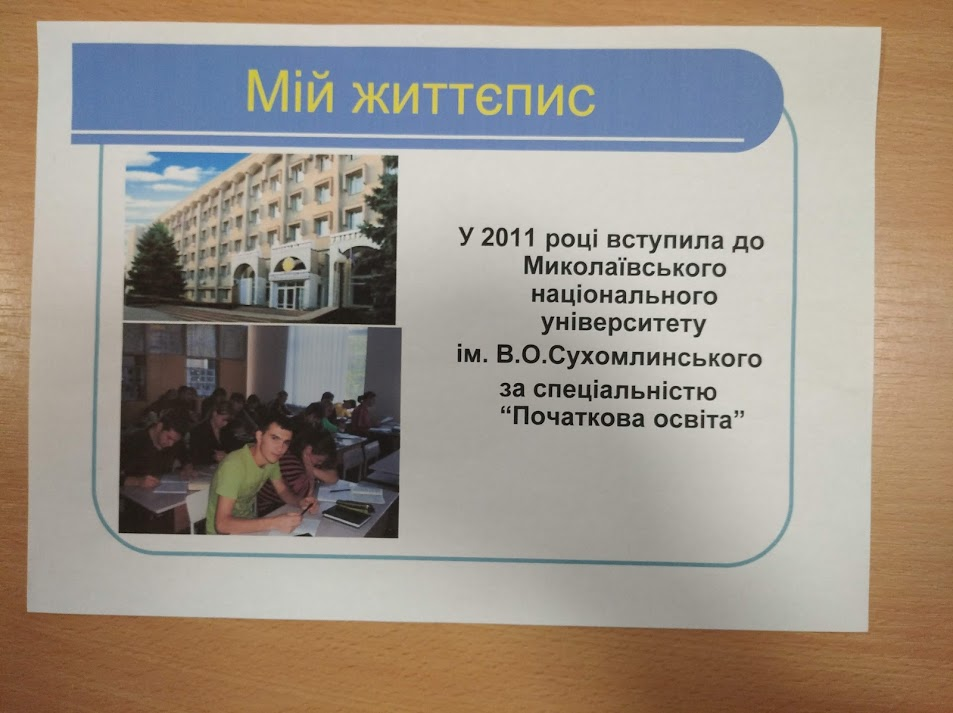 Мій життєпис
У 2011 році вступила до
Миколаївського
національного
університету
ім. В.О.Сухомлинського
за спеціальністю
“Початкова освіта”